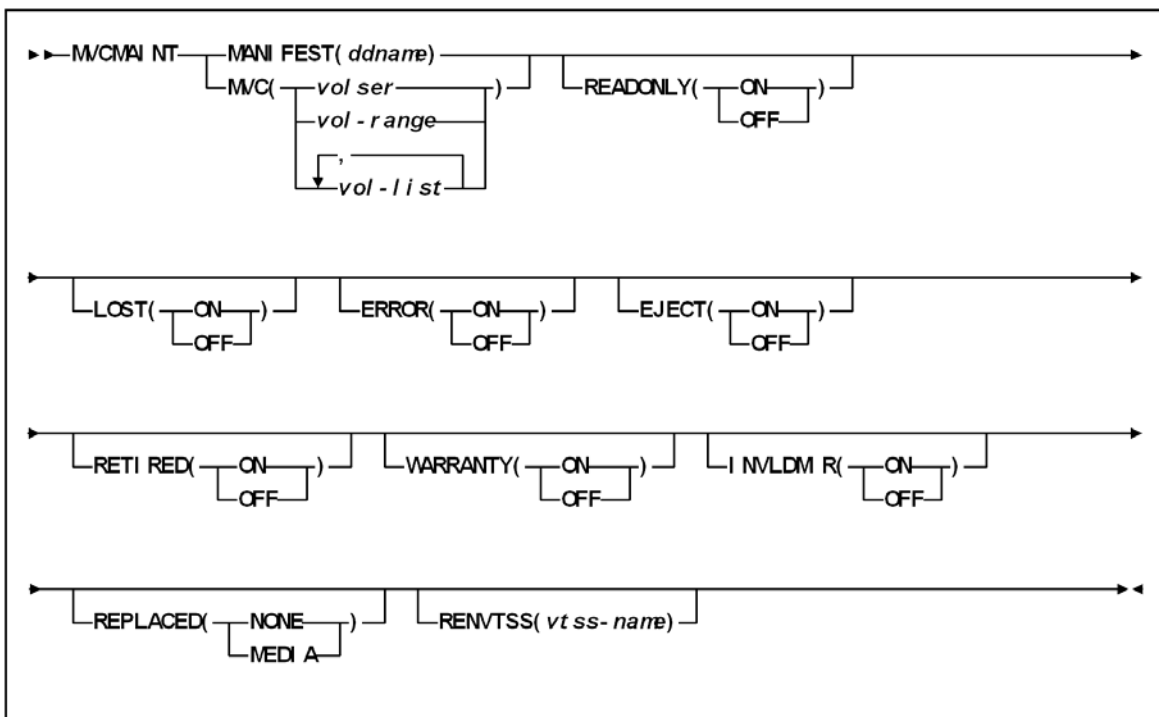 MVCMAINT MANIFEST(ddname)
MVC( volser ) READONLY( ON )
vol-range OFF
,
vol-list
LOST( ON ) ERROR( ON ) EJECT( ON )
OFF OFF OFF
RETIRED( ON ) WARRANTY( ON ) INVLDMIR( ON )
OFF OFF OFF
REPLACED( NONE ) RENVTSS(vtss-name)
MEDIA